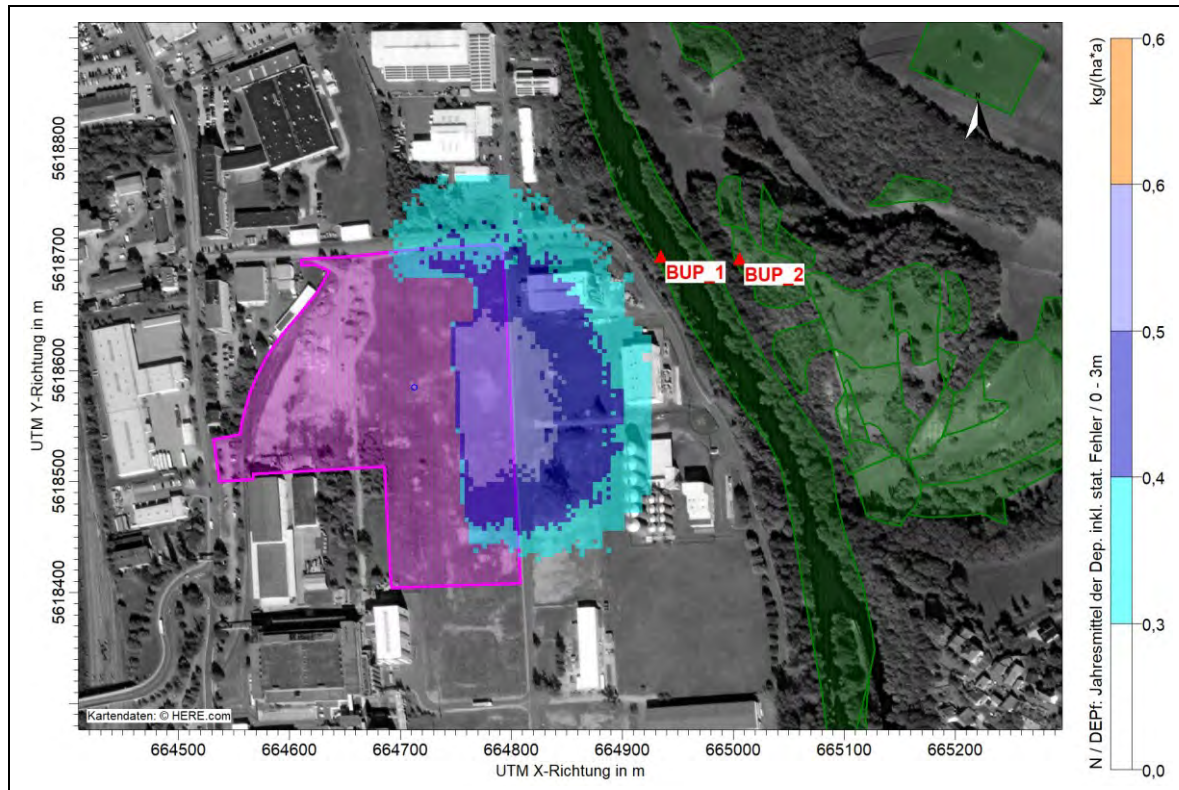 5618800
5618700
5618600
5618500
5618400
UTM Y-Richtung in m
BUP_1
BUP_2
N
Kartendaten: © HERE.com
664500 664600 664700 664800 664900 665000 665100 665200
UTM X-Richtung in m
kg/(ha*a)
N / DEPf: Jahresmittel der Dep. inkl. stat. Fehler / 0 - 3m
0,6
0,6
0,5
0,4
0,3
0,0